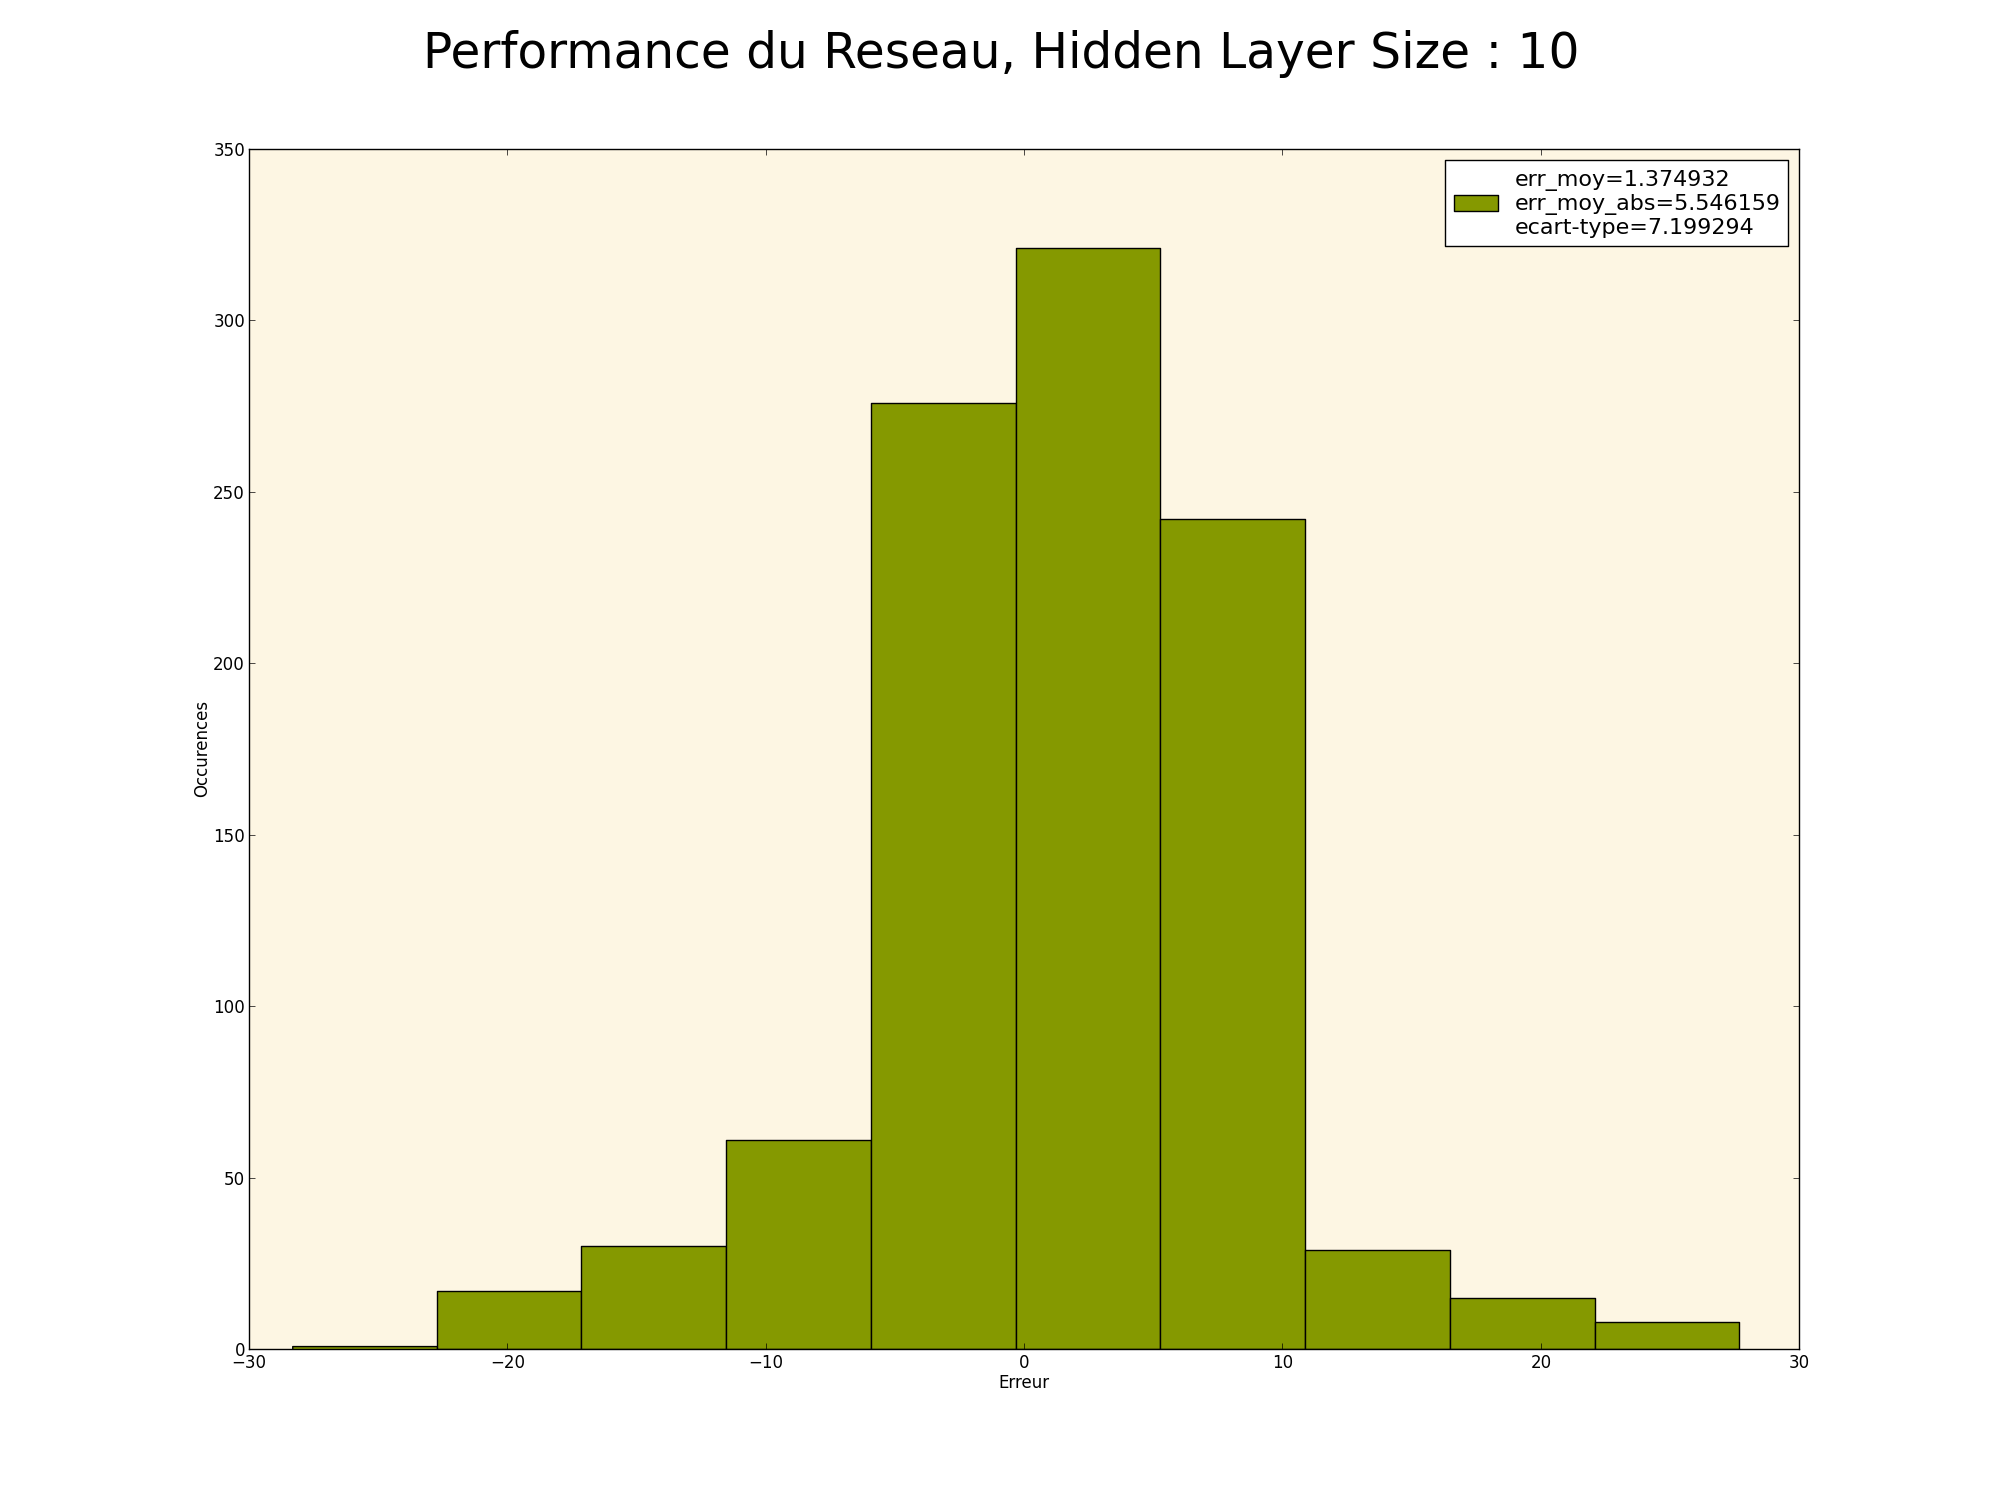 Performance du Reseau, Hidden Layer Size : 10
350
err_moy=1.374932
err_moy_abs=5.546159
ecart-type=7.199294
300
250
200
Occurences
150
100
50
0
−30 −20 −10 0 10 20 30
Erreur